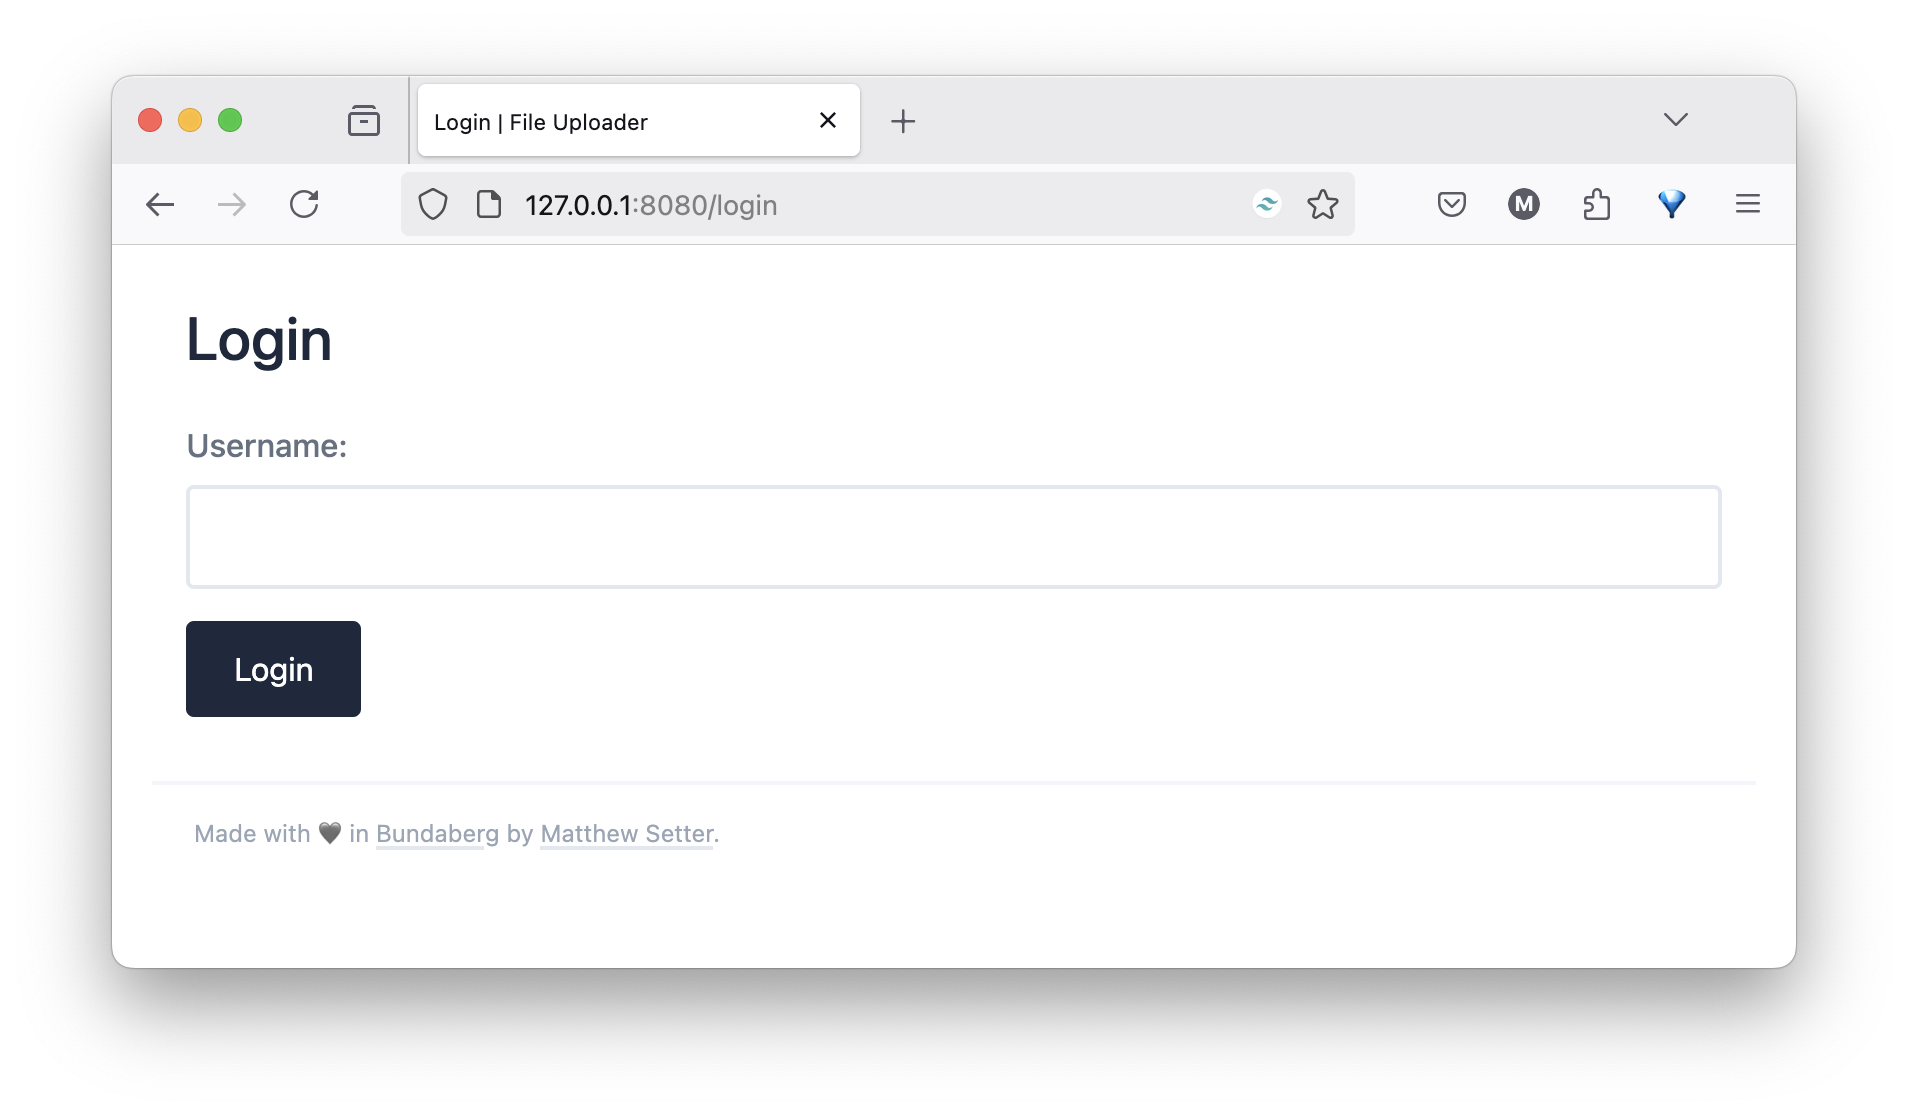 Login | File Uploader
127.0.0.1:8080/login
M
Login
Username:
Login
Made with 🖤 in Bundaberg by Matthew Setter.